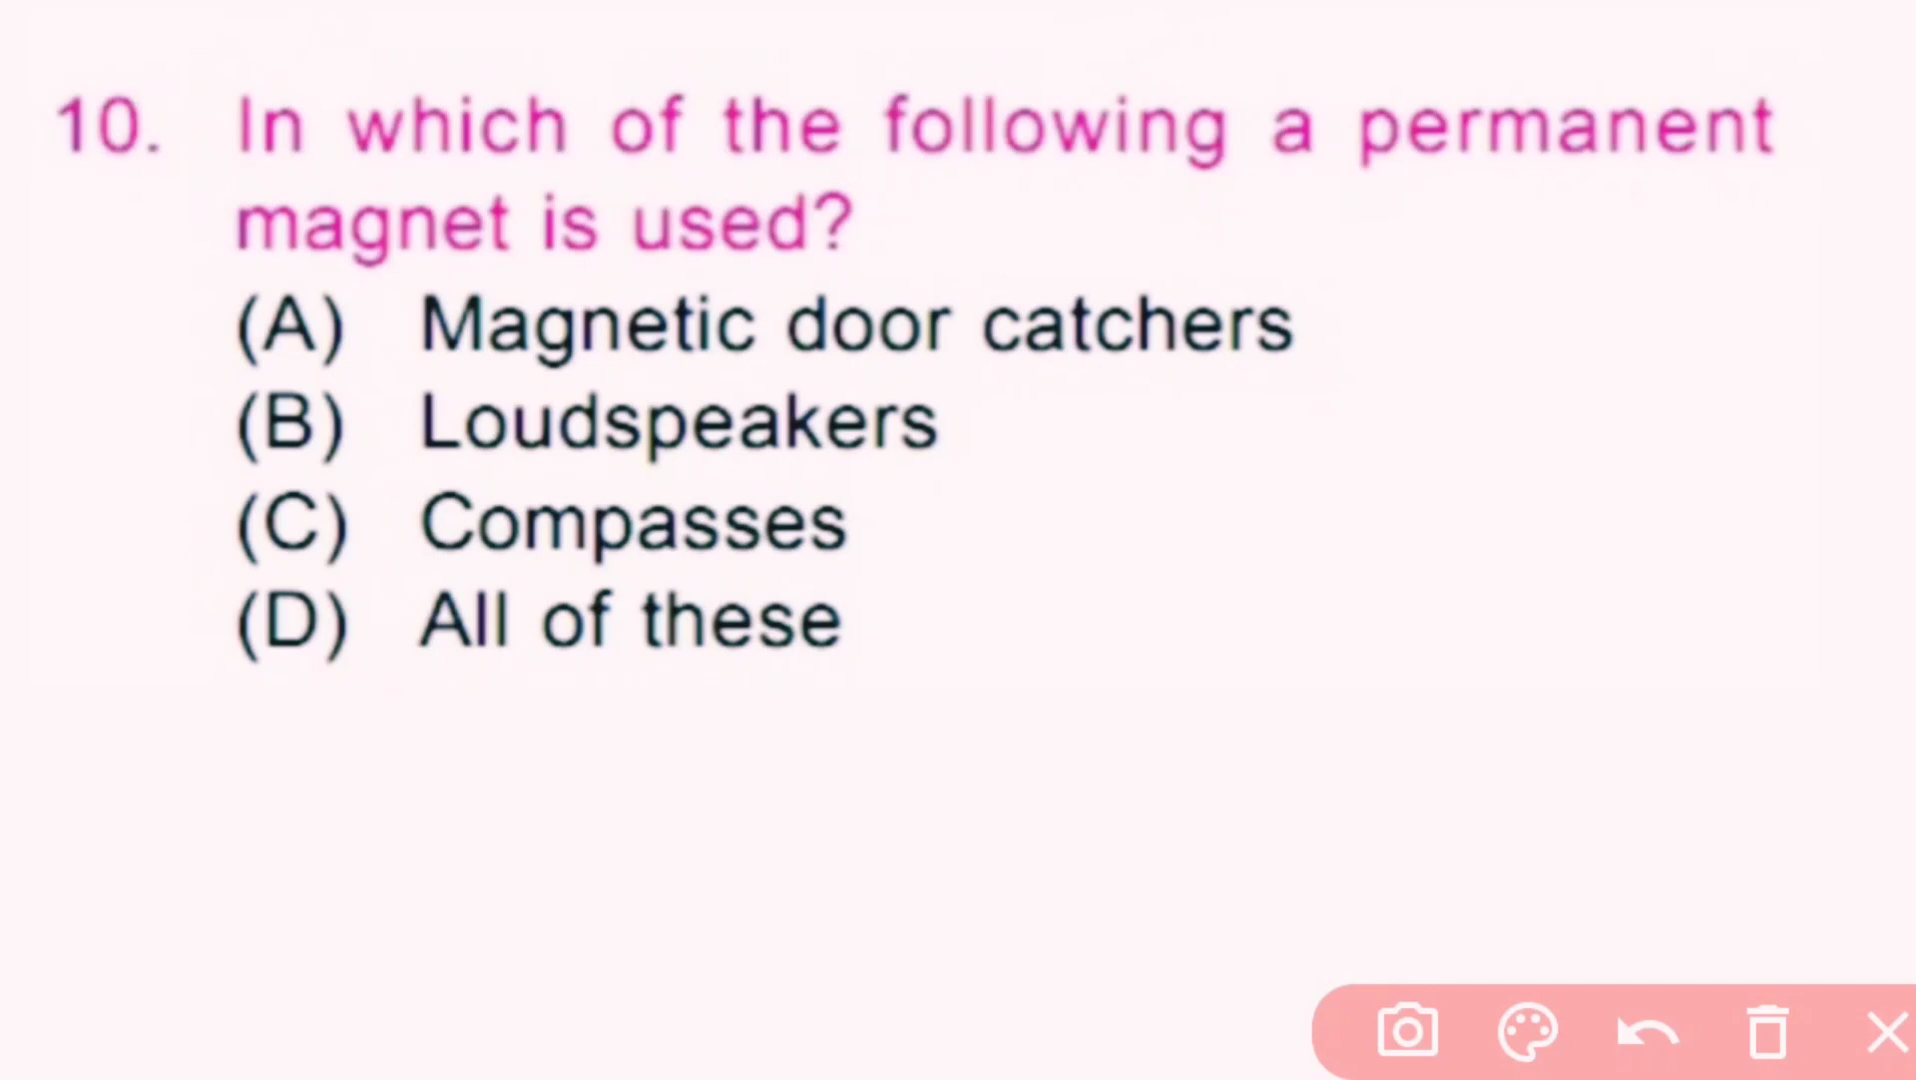 10. In which of the following a permanent
magnet is used?
(A) Magnetic door catchers
(B) Loudspeakers
(C) Compasses
(D) All of these